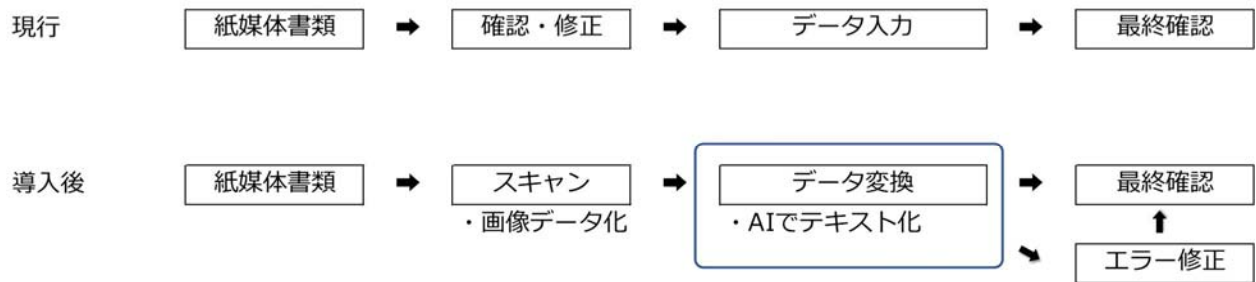 現行 紙媒体書類 ➡ 確認・修正 ➡ データ入力 ➡ 最終確認
導入後 紙媒体書類 ➡ スキャン ➡ データ変換 ➡ 最終確認
・画像データ化 ・AIでテキスト化
エラー修正